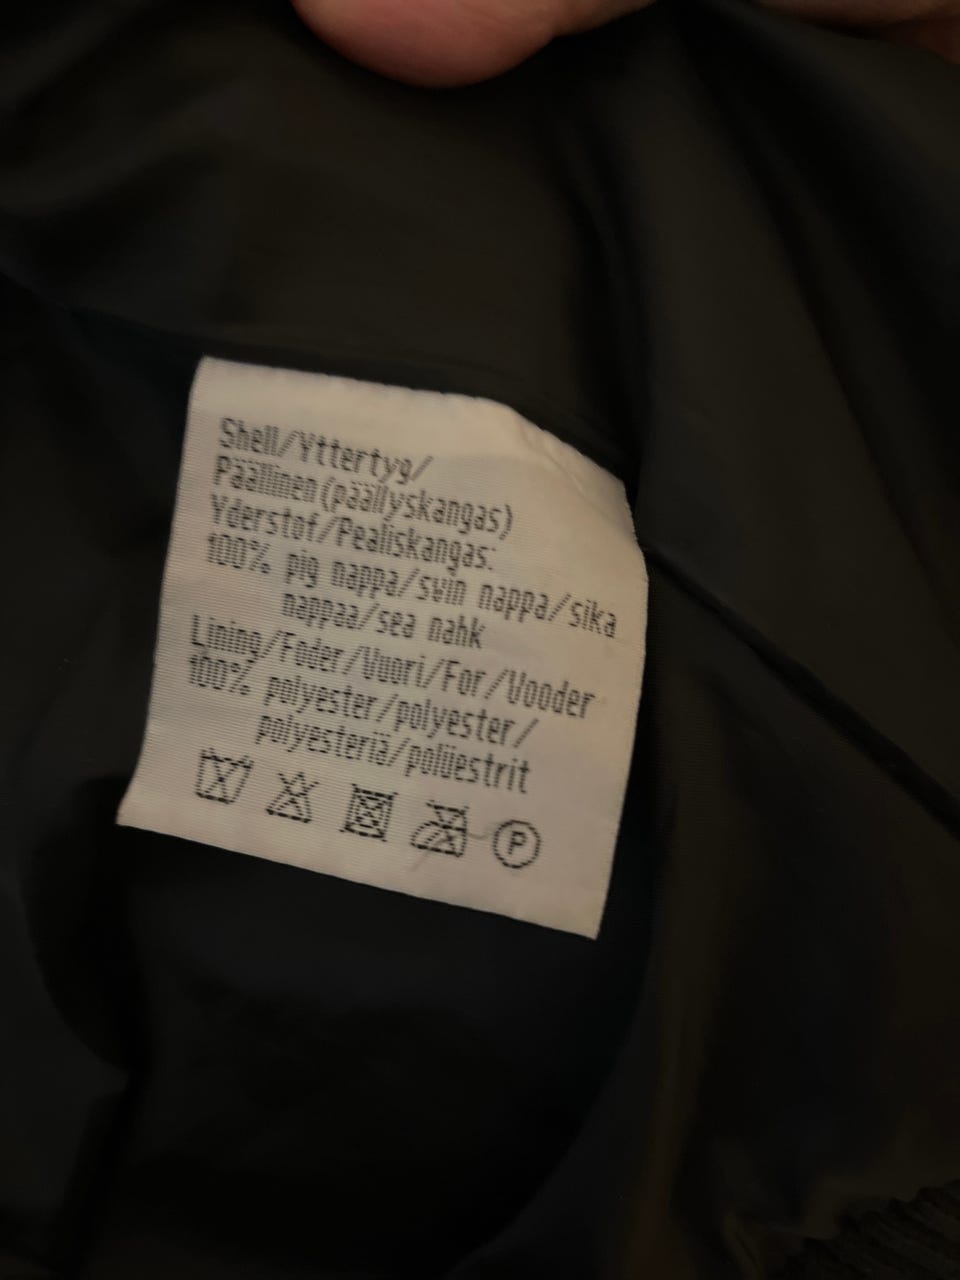 Shell/Yttertyg/
Päällinen(päällyskangas)
Yderstof/Pealiskangas:
100% pig nappa/svin nappa/sika
nappaa/sea nahk
Lining/Foder/Vuori/For/Vooder
100% polyester/polyester/
polyesteriä/polüestrit
P